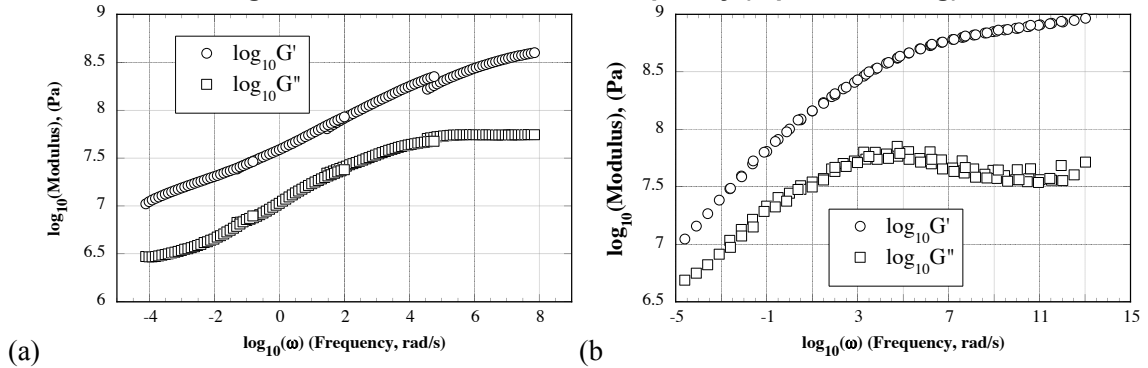 9
8.5
8
7.5
7
6.5
6
log10(Modulus), (Pa)
log10G'
log10G"
-4 -2 0 2 4 6 8
log10(ω) (Frequency, rad/s)
(a)
9
8.5
8
7.5
7
6.5
log10(Modulus), (Pa)
log10G'
log10G"
-5 -1 3 7 11 15
log10(ω) (Frequency, rad/s)
(b